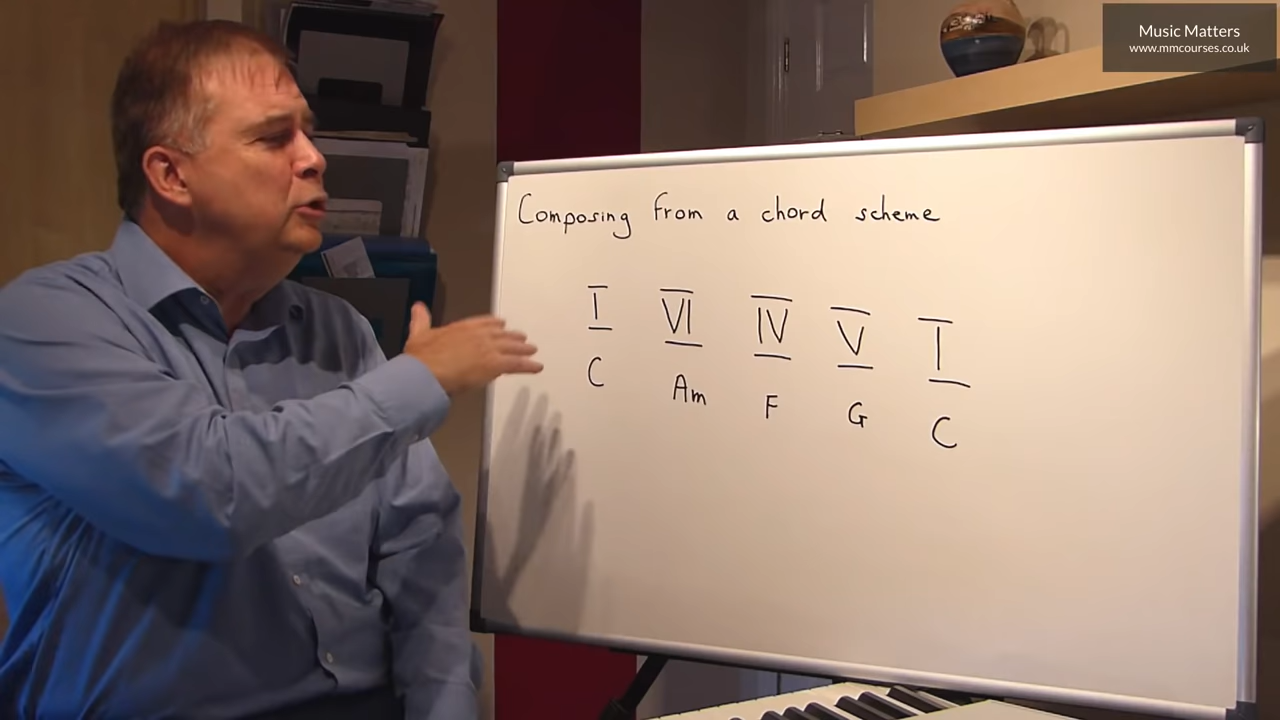 Music Matters
www.mmcourses.co.uk
Composing from a chord scheme
I VI IV V I
C Am F G C